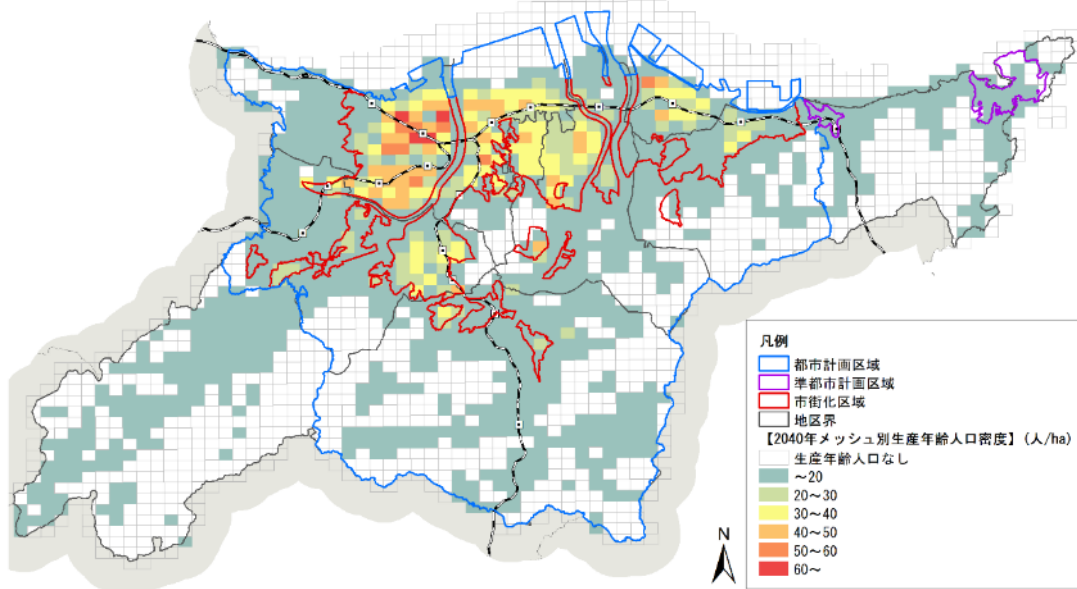 凡例
都市計画区域
準都市計画区域
市街化区域
地区界
【2040年メッシュ別生産年齢人口密度】(人/ha)
生産年齢人口なし
～20
20～30
30～40
40～50
50～60
60～
N